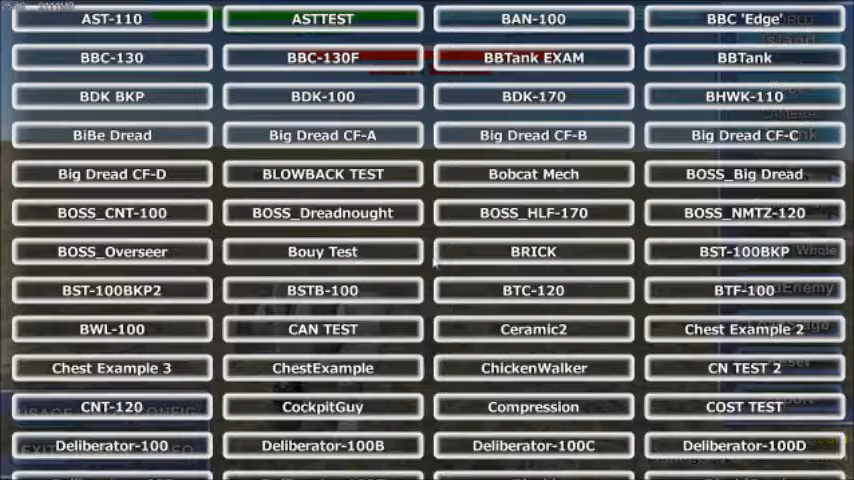 AST-110 ASTTEST BAN-100 BBC 'Edge'
BBC-130 BBC-130F BBTank EXAM BBTank
BDK BKP BDK-100 BDK-170 BHWK-110
BiBe Dread Big Dread CF-A Big Dread CF-B Big Dread CF-C
Big Dread CF-D BLOWBACK TEST Bobcat Mech BOSS_Big Dread
BOSS_CNT-100 BOSS_Dreadnought BOSS_HLF-170 BOSS_NMTZ-120
BOSS_Overseer Bouy Test BRICK BST-100BKP
BST-100BKP2 BSTB-100 BTC-120 BTF-100
BWL-100 CAN TEST Ceramic2 Chest Example 2
Chest Example 3 ChestExample ChickenWalker CN TEST 2
CNT-120 CockpitGuy Compression COST TEST
Deliberator-100 Deliberator-100B Deliberator-100C Deliberator-100D